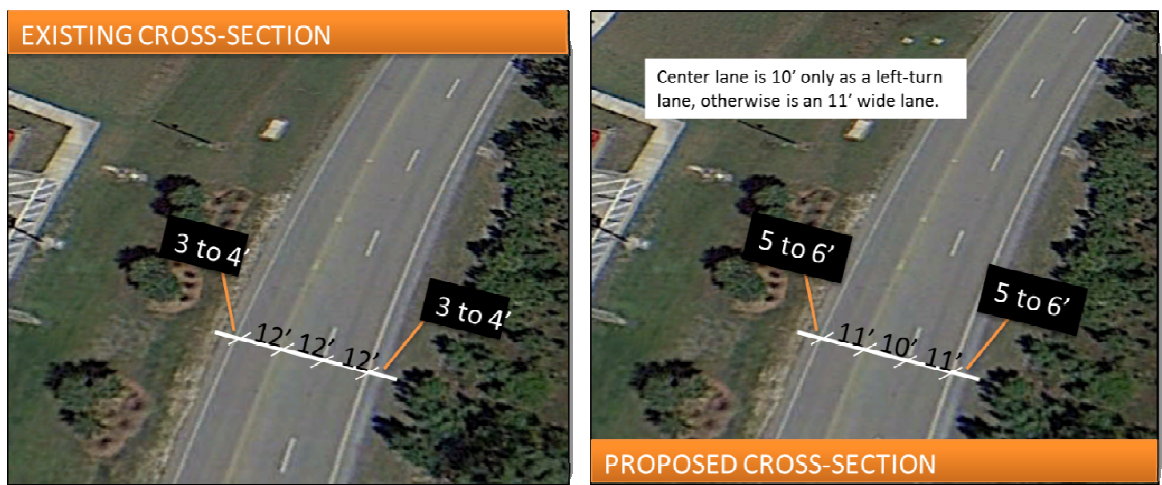 EXISTING CROSS-SECTION
3 to 4’
3 to 4’
12’ 12’ 12’
Center lane is 10’ only as a left-turn
lane, otherwise is an 11’ wide lane.
5 to 6’
5 to 6’
11’ 10’ 11’
PROPOSED CROSS-SECTION